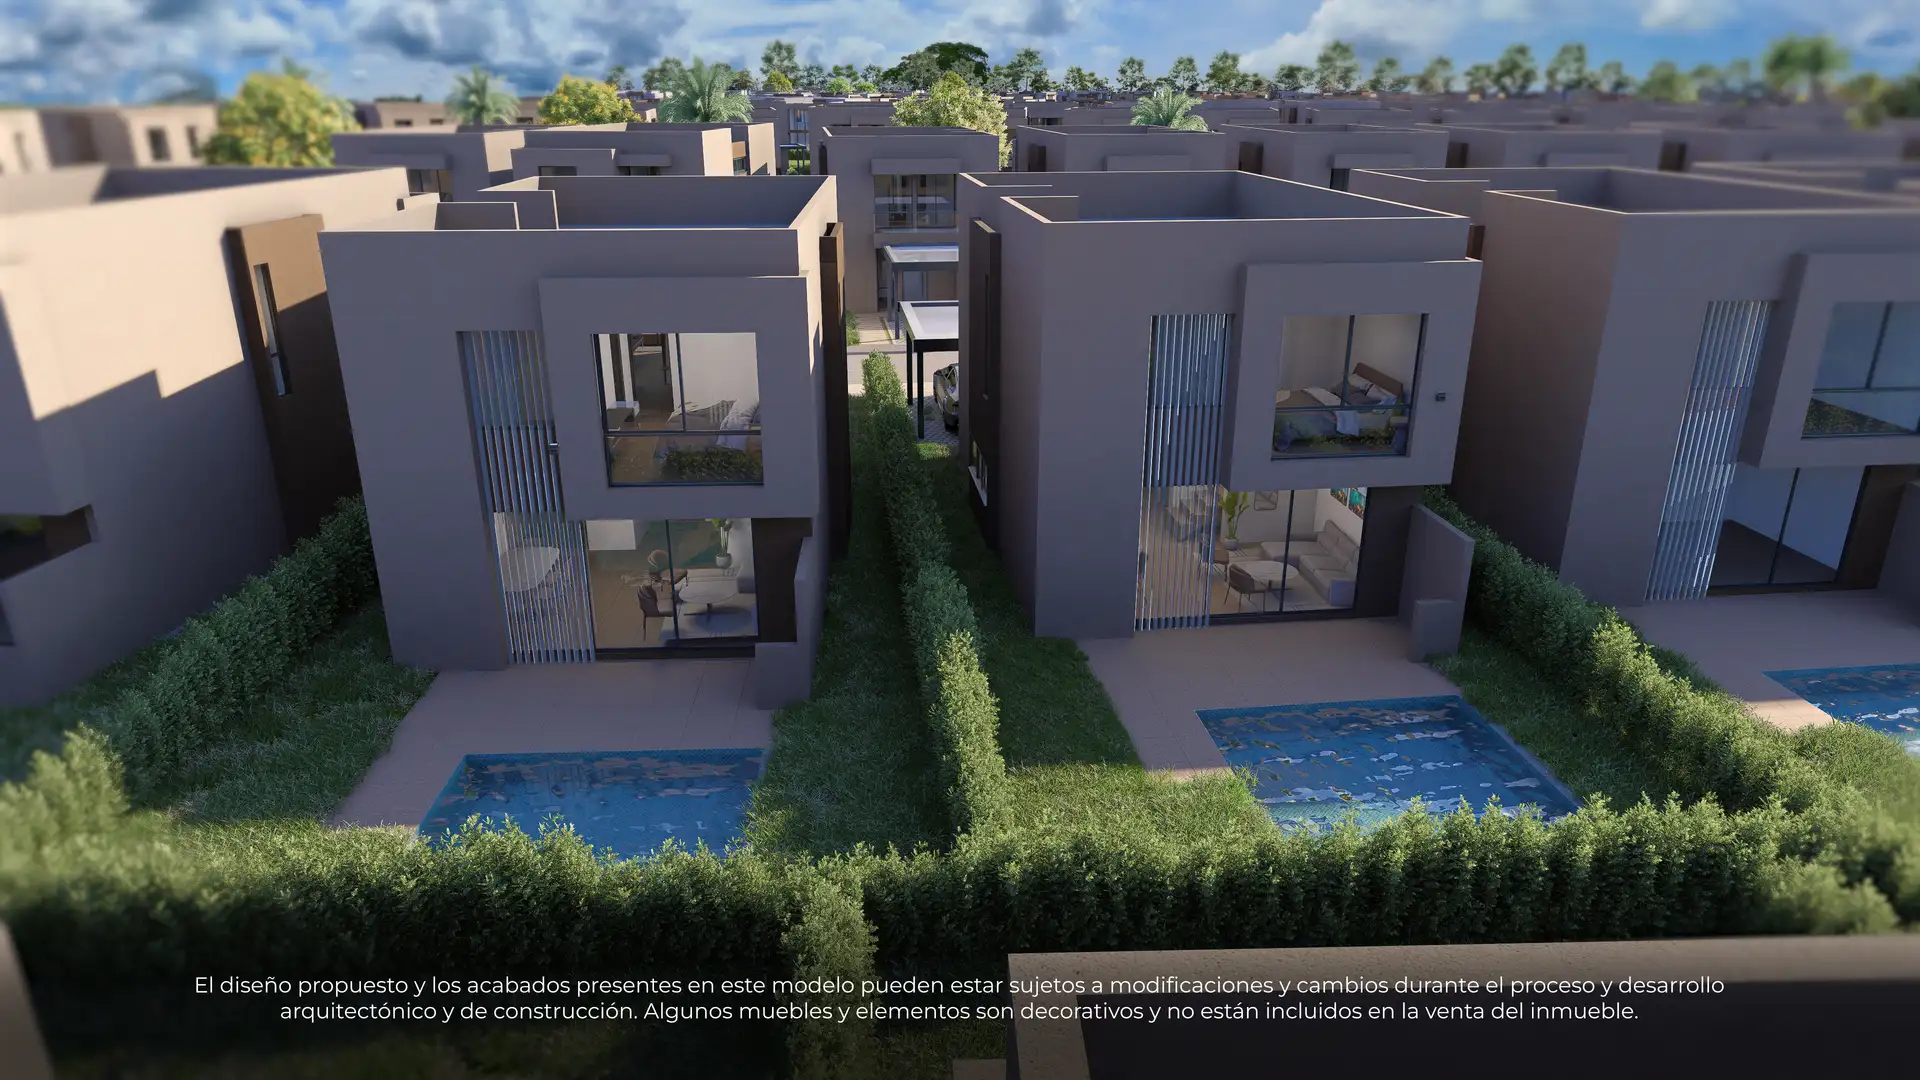 El diseño propuesto y los acabados presentes en este modelo pueden estar sujetos a modificaciones y cambios durante el proceso y desarrollo
arquitectónico y de construcción. Algunos muebles y elementos son decorativos y no están incluidos en la venta del inmueble.